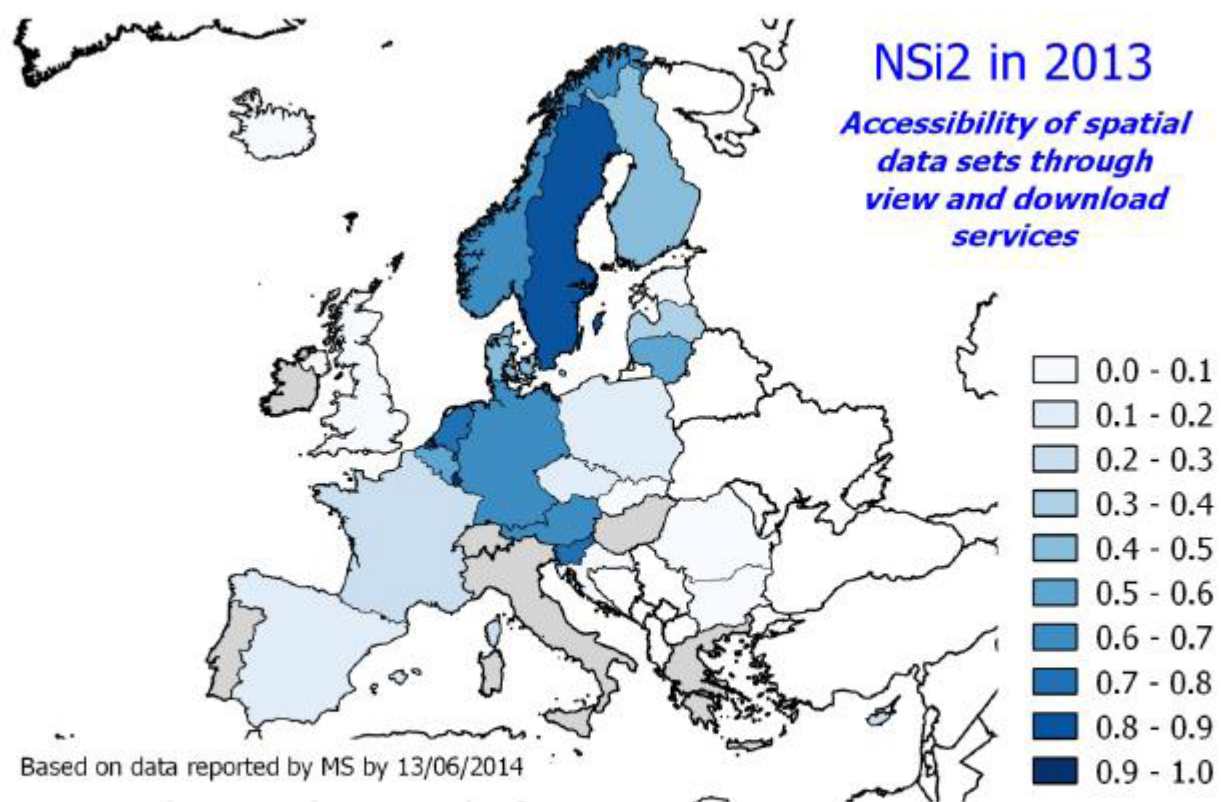 NSi2 in 2013
Accessibility of spatial
data sets through
view and download
services
0.0 - 0.1
0.1 - 0.2
0.2 - 0.3
0.3 - 0.4
0.4 - 0.5
0.5 - 0.6
0.6 - 0.7
0.7 - 0.8
0.8 - 0.9
0.9 - 1.0
Based on data reported by MS by 13/06/2014